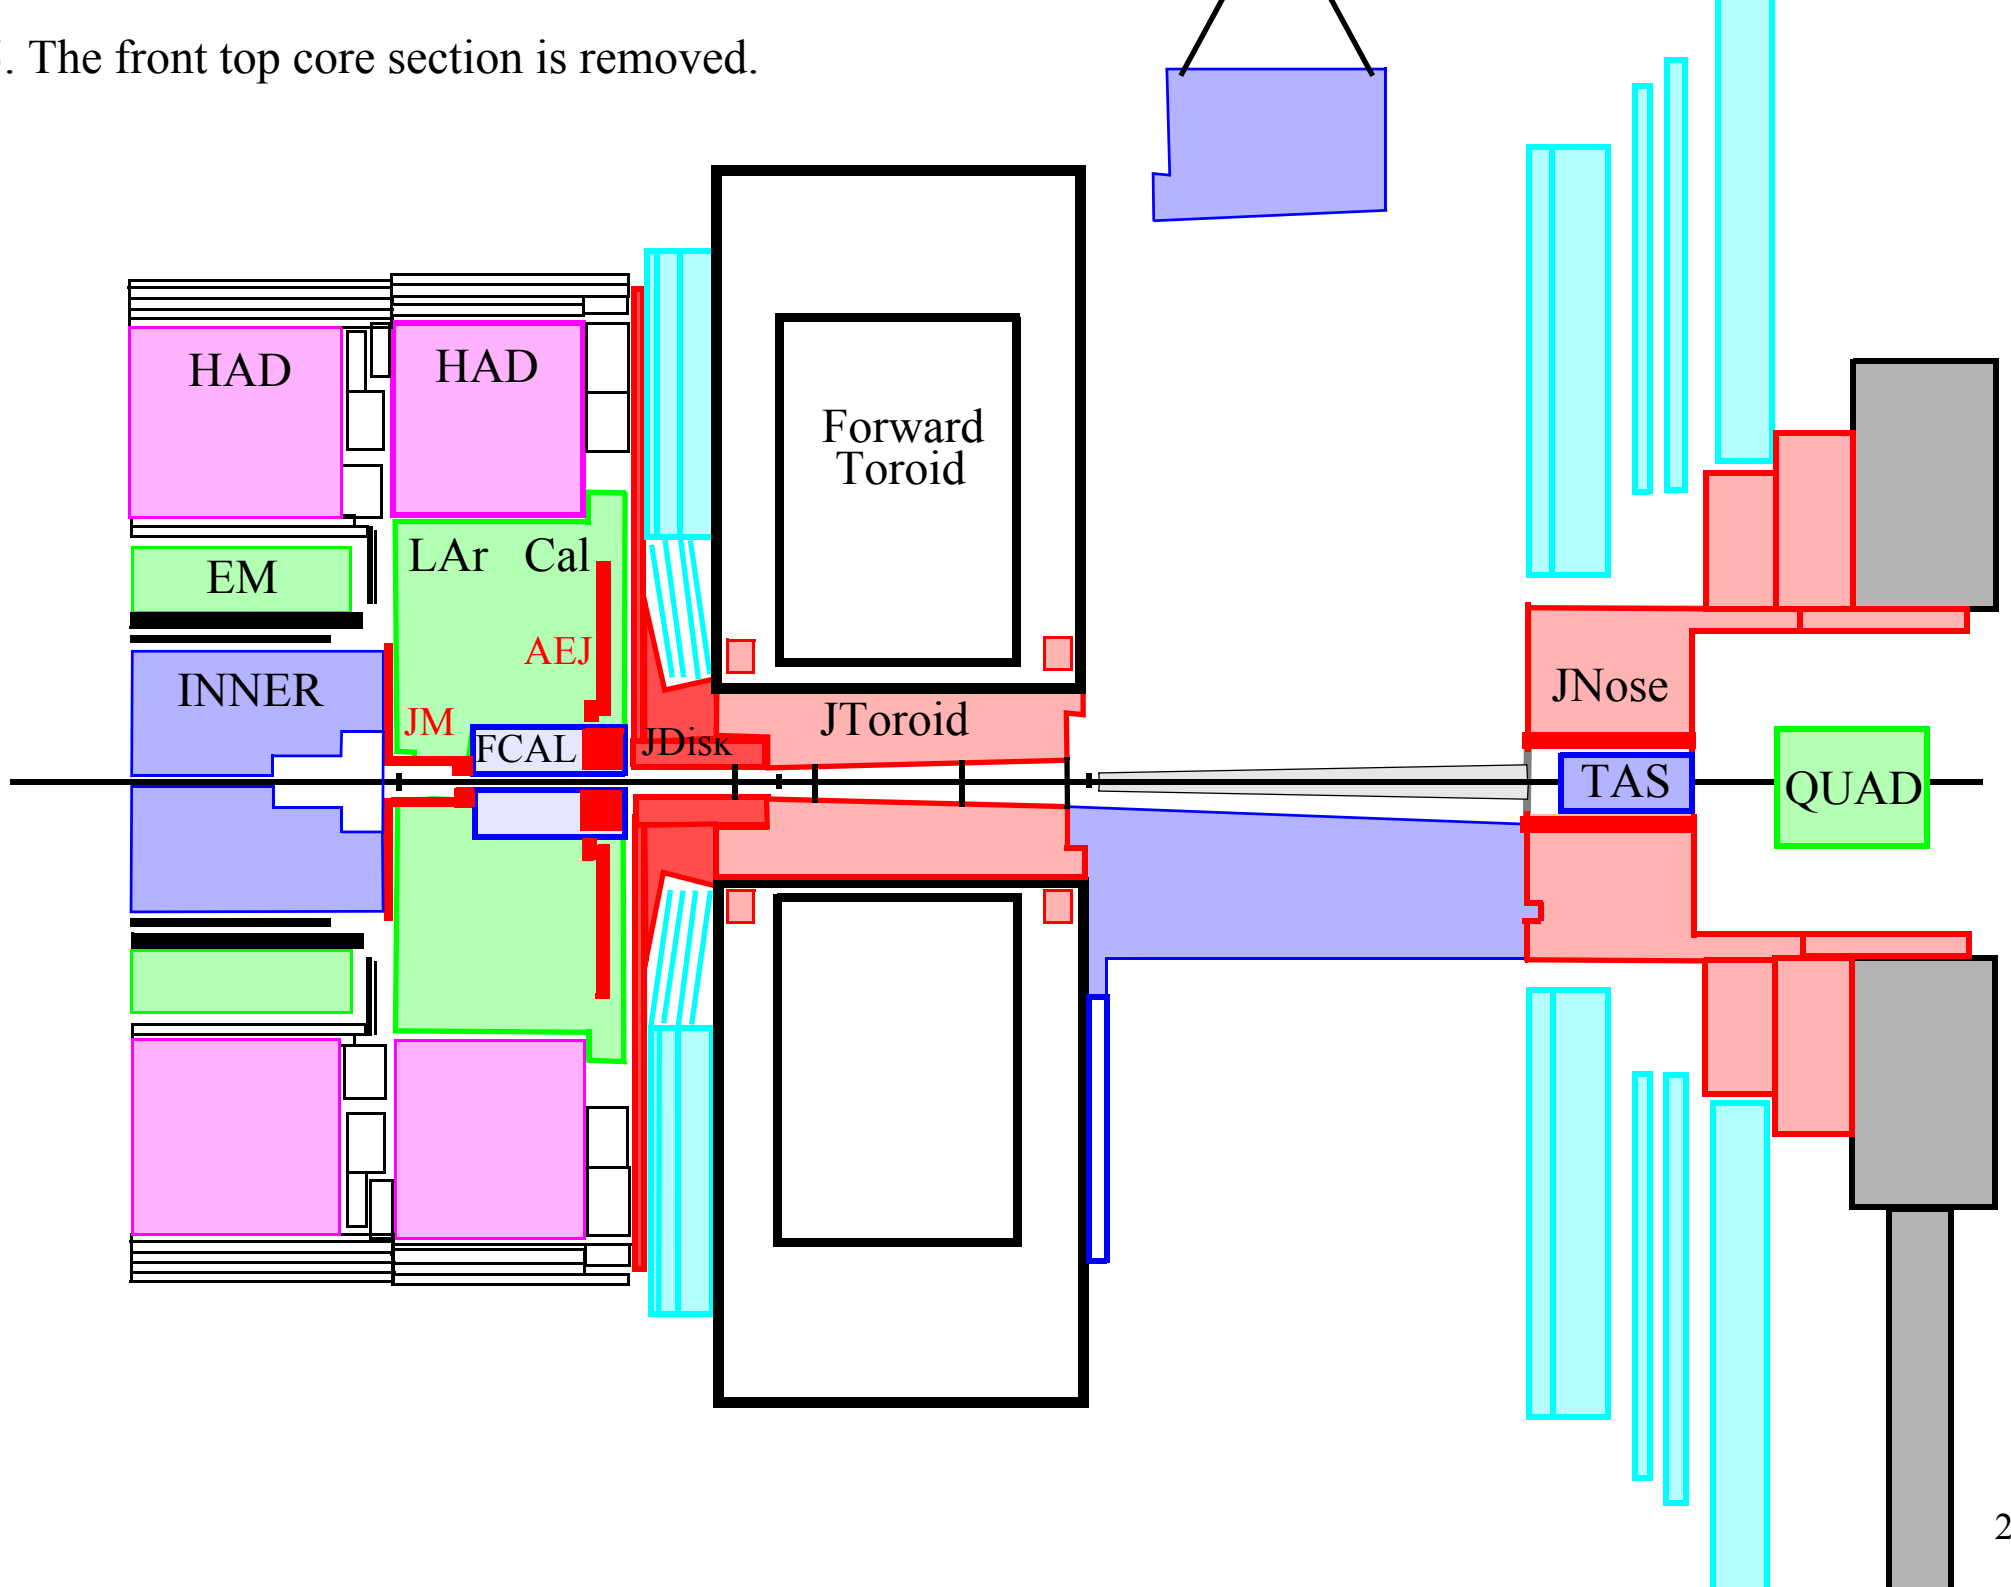 . The front top core section is removed.
HAD
HAD
Forward
Toroid
LAr Cal
EM
AEJ
INNER
JM
JToroid
JNose
FCAL
JDisk
TAS
QUAD
2